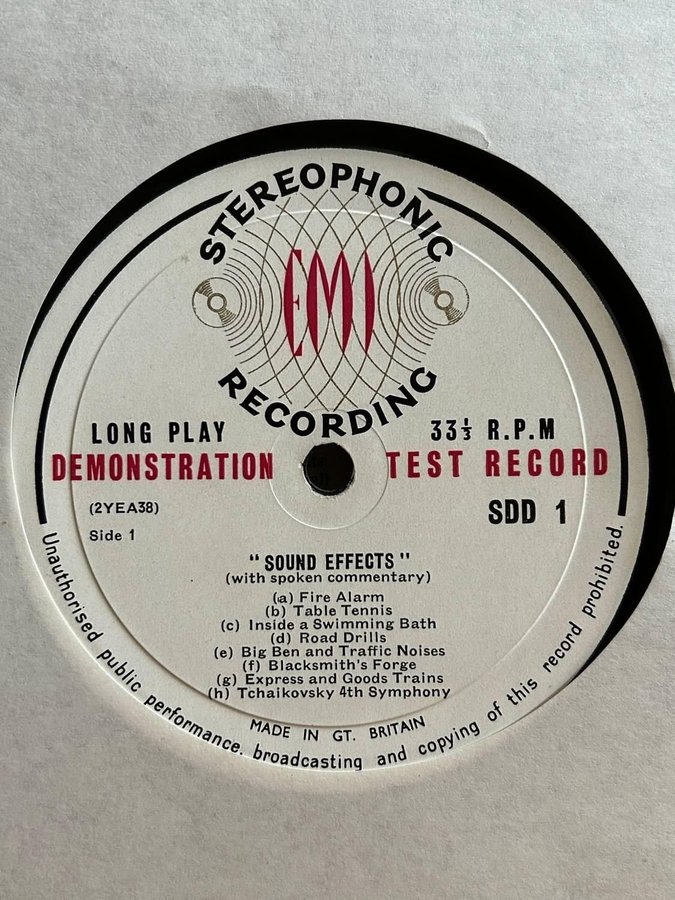 STEREOPHONIC
EMI
RECORDING
LONG PLAY
33⅓ R.P.M
DEMONSTRATION
TEST RECORD
(2YEA38)
SDD 1
Side 1
"SOUND EFFECTS"
(with spoken commentary)
(a) Fire Alarm
(b) Table Tennis
(c) Inside a Swimming Bath
(d) Road Drills
(e) Big Ben and Traffic Noises
(f) Blacksmith's Forge
(g) Express and Goods Trains
(h) Tchaikovsky 4th Symphony
MADE IN GT. BRITAIN
Unauthorised public performance, broadcasting and copying of this record prohibited.